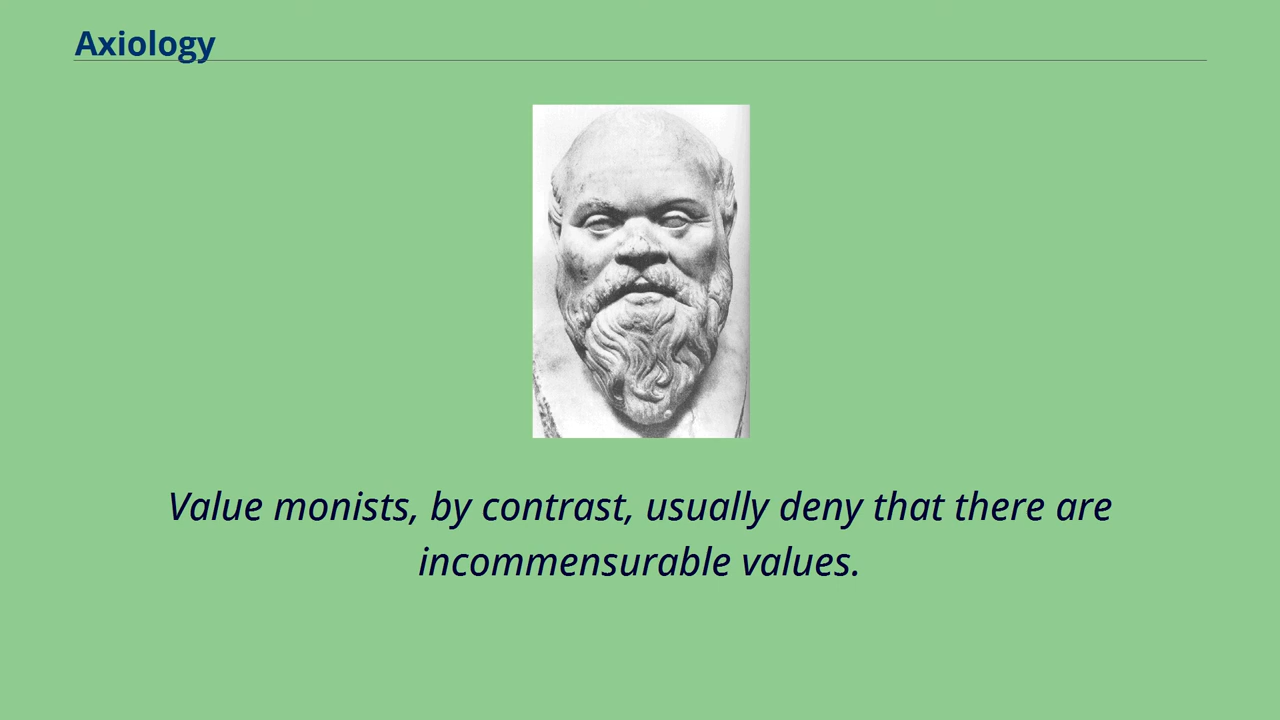 Axiology
Value monists, by contrast, usually deny that there are
incommensurable values.